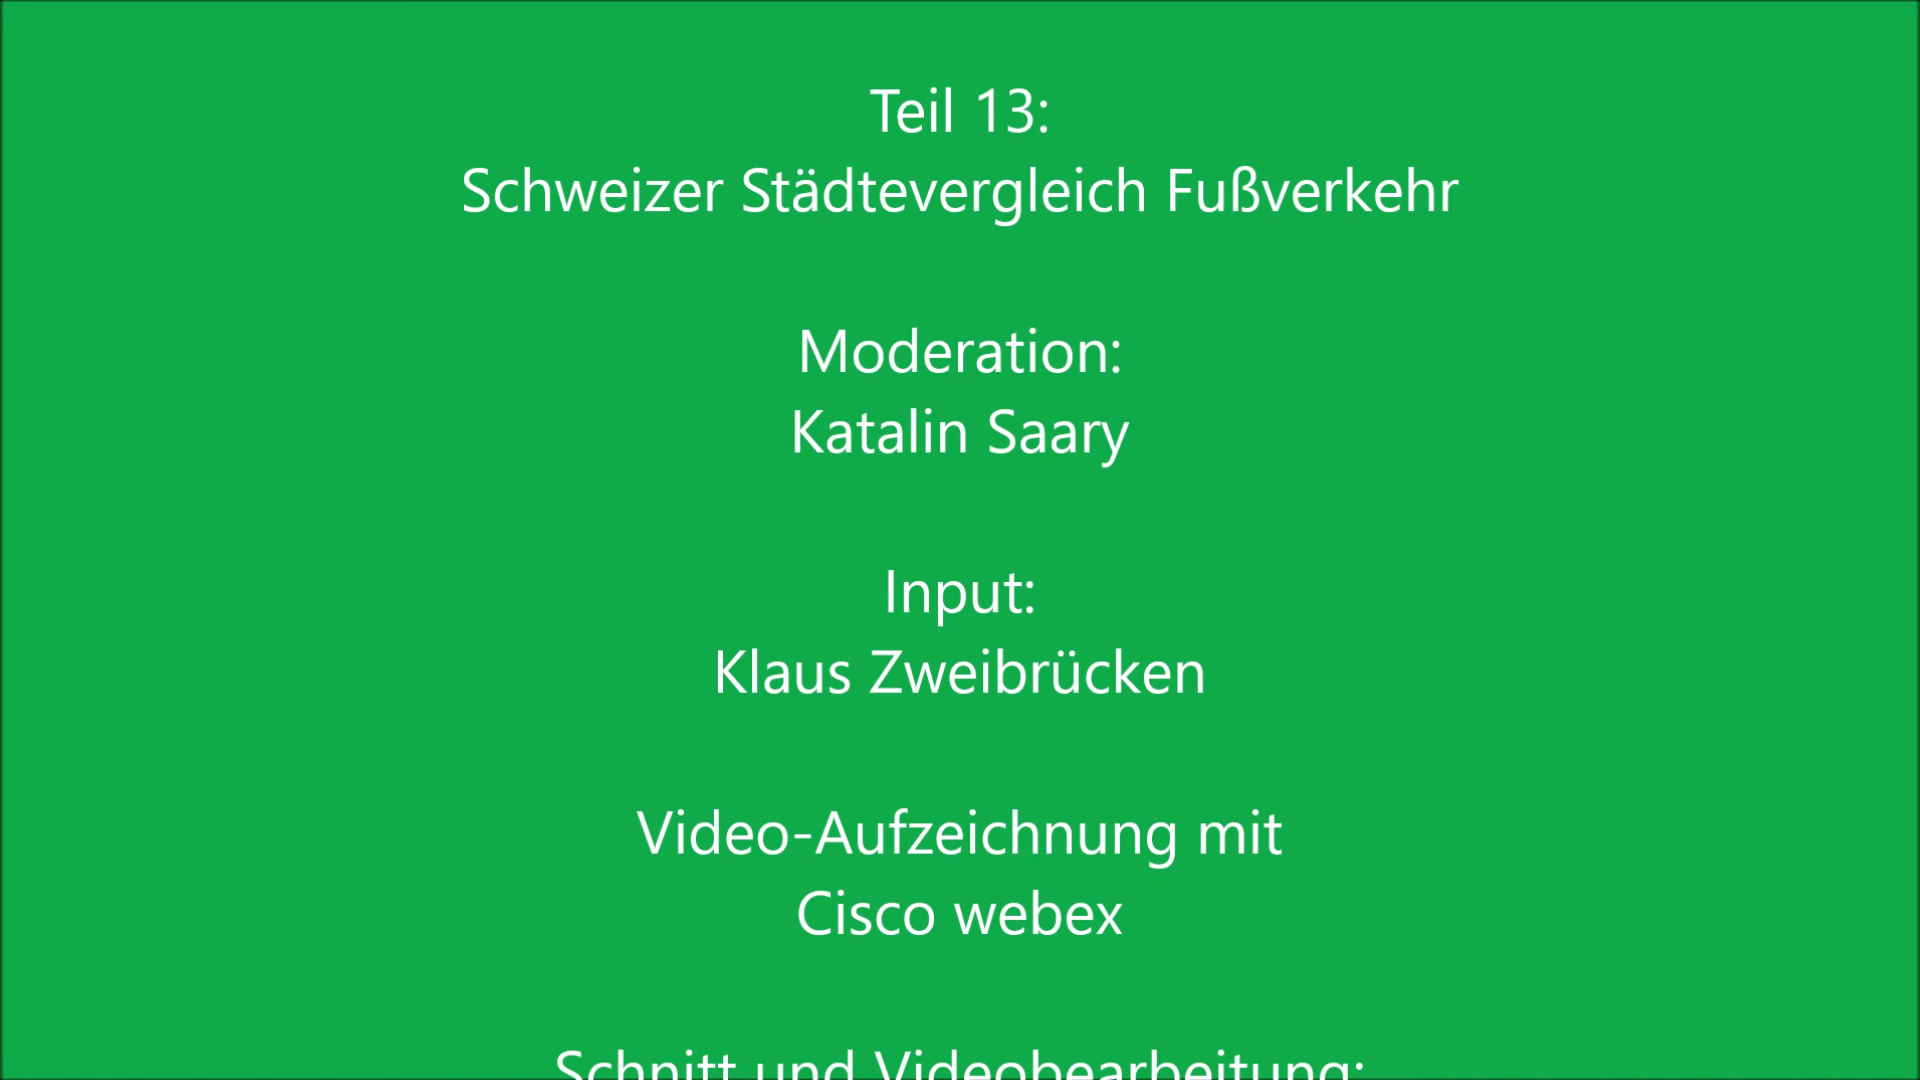 Teil 13:
Schweizer Städtevergleich Fußverkehr
Moderation:
Katalin Saary
Input:
Klaus Zweibrücken
Video-Aufzeichnung mit
Cisco webex
Schnitt und Videobearbeitung: